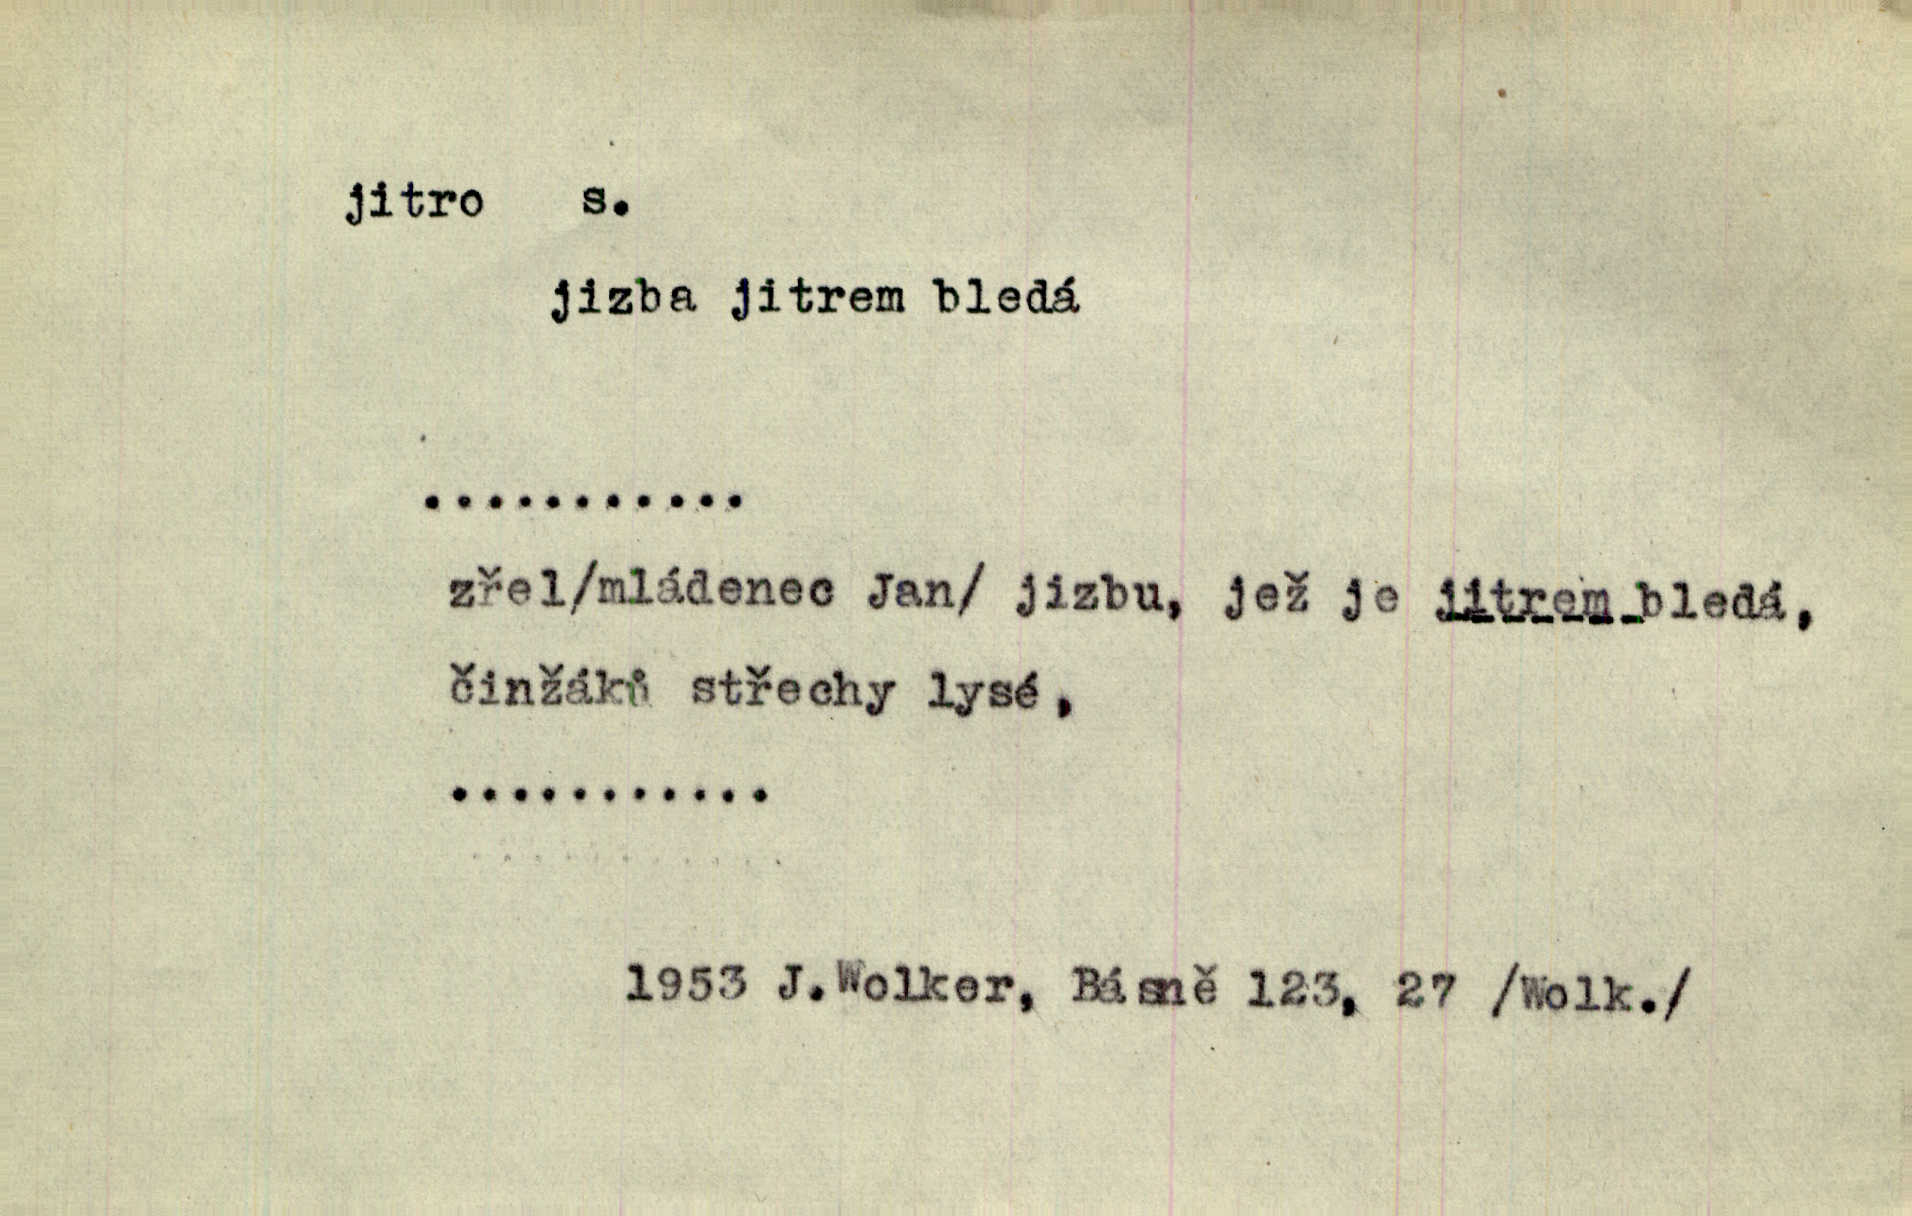 jitro s.
jizba jitrem bledá
...........
zřel/mládenec Jan/ jizbu, jež je jitrem bledá,
činžáků střechy lysé,
...........
1953 J.Wolker, Básně 123, 27 /Wolk./